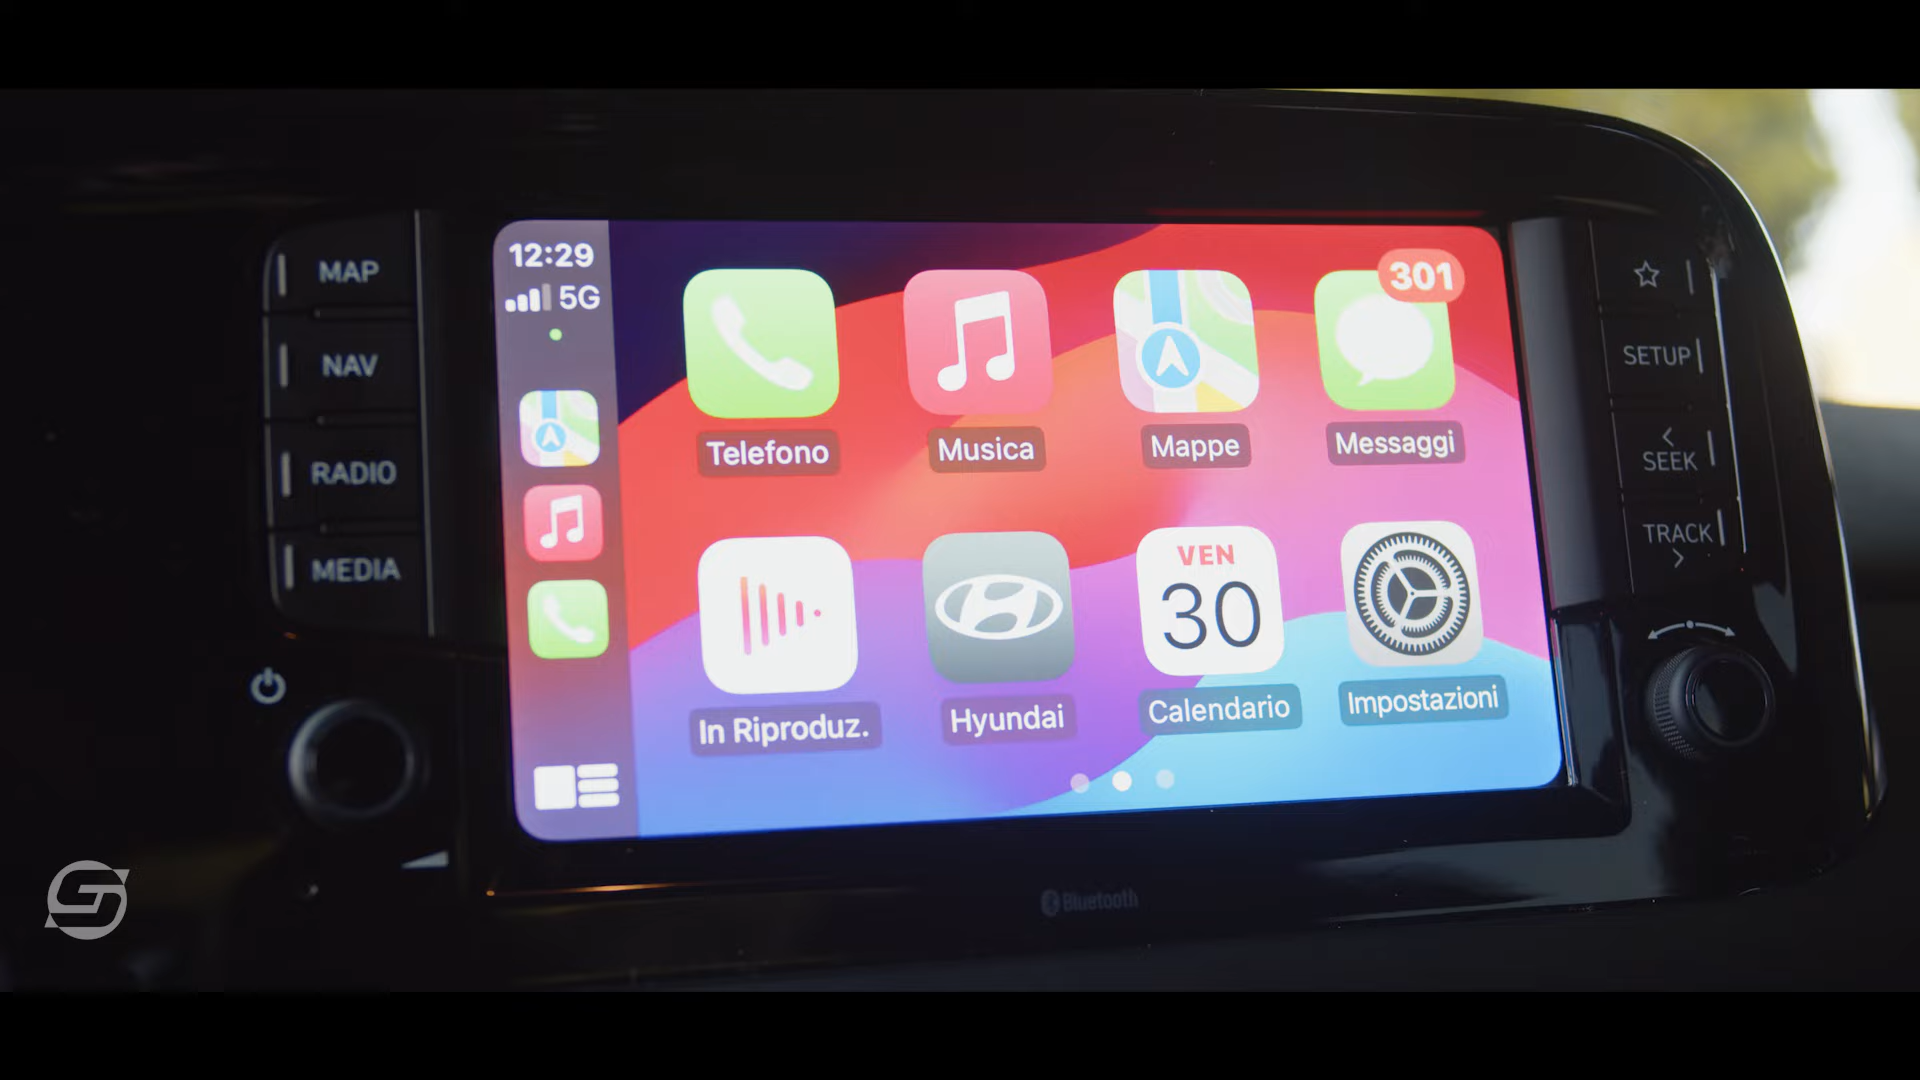 MAP
NAV
RADIO
MEDIA
12:29
5G
301
Telefono
Musica
Mappe
Messaggi
VEN
30
In Riproduz.
Hyundai
Calendario
Impostazioni
SETUP
SEEK
TRACK
Bluetooth